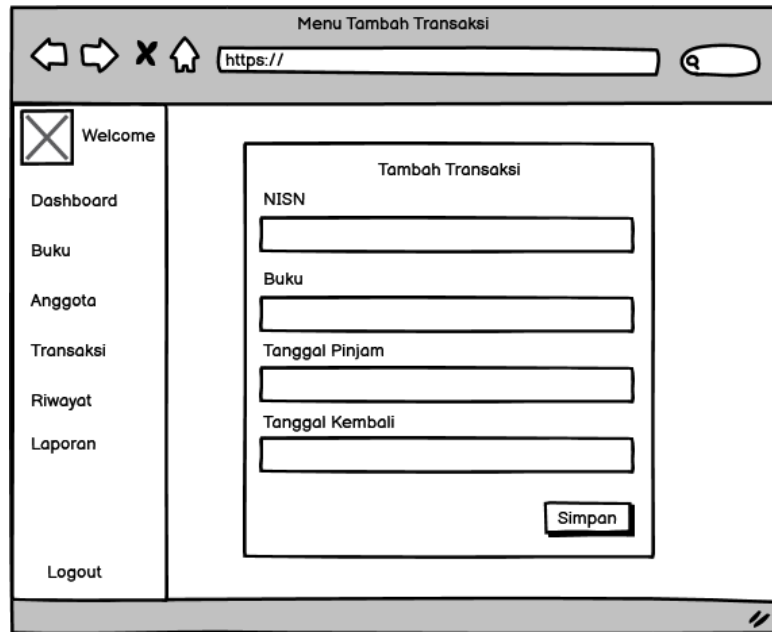 Menu Tambah Transaksi
https://
Welcome
Dashboard
Buku
Anggota
Transaksi
Riwayat
Laporan
Logout
Tambah Transaksi
NISN
Buku
Tanggal Pinjam
Tanggal Kembali
Simpan